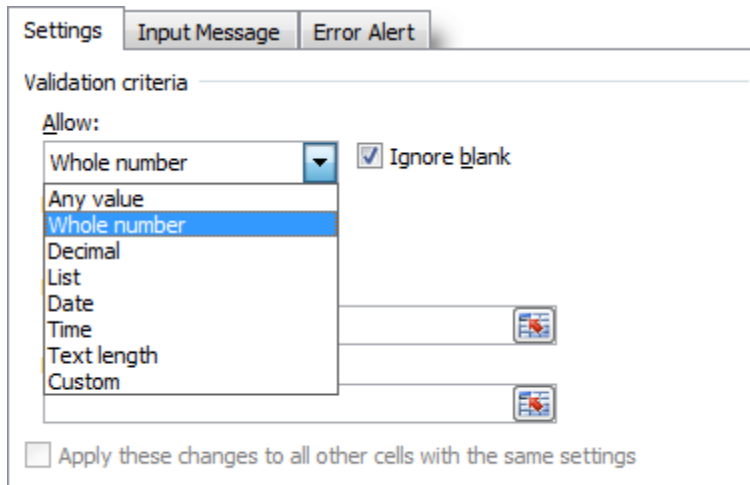 Settings Input Message Error Alert
Validation criteria
Allow:
Whole number Ignore blank
Any value
Whole number
Decimal
List
Date
Time
Text length
Custom
Apply these changes to all other cells with the same settings